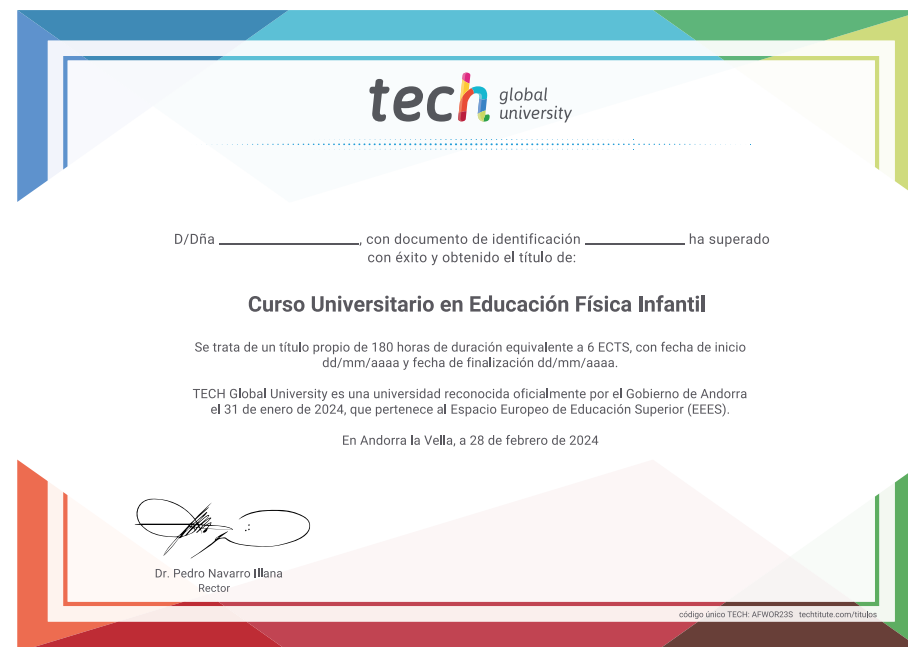 tech global university
D/Dña ____________________, con documento de identificación ______________ ha superado
con éxito y obtenido el título de:
Curso Universitario en Educación Física Infantil
Se trata de un título propio de 180 horas de duración equivalente a 6 ECTS, con fecha de inicio
dd/mm/aaaa y fecha de finalización dd/mm/aaaa.
TECH Global University es una universidad reconocida oficialmente por el Gobierno de Andorra
el 31 de enero de 2024, que pertenece al Espacio Europeo de Educación Superior (EEES).
En Andorra la Vella, a 28 de febrero de 2024
Dr. Pedro Navarro Illana
Rector
código único TECH: AFWOR23S techtitute.com/titulos